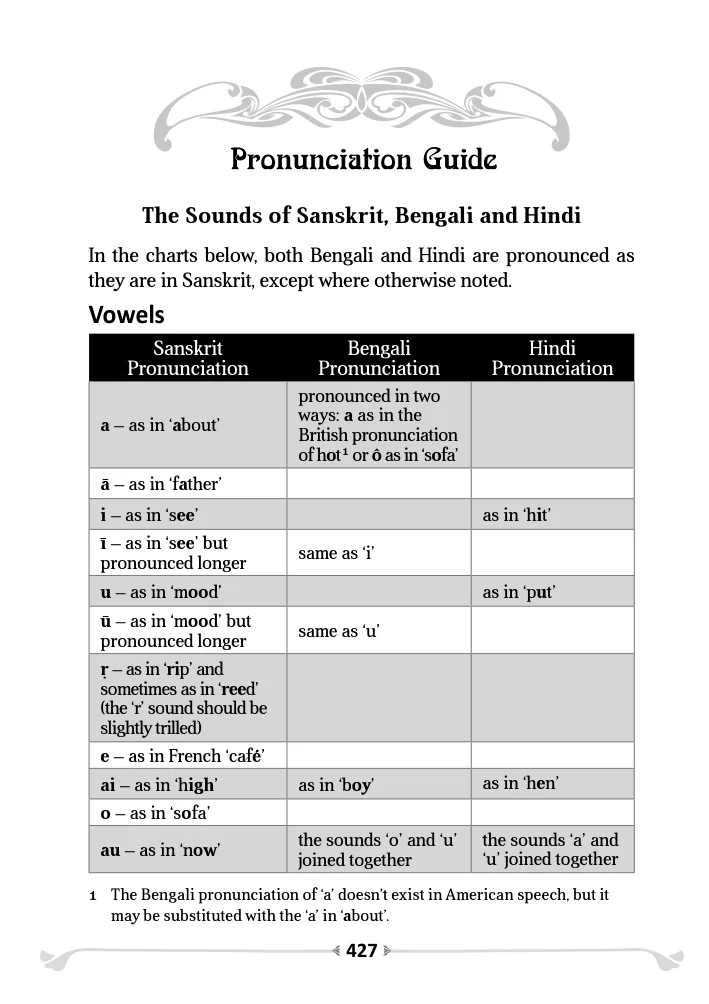 Pronunciation Guide
The Sounds of Sanskrit, Bengali and Hindi
In the charts below, both Bengali and Hindi are pronounced as
they are in Sanskrit, except where otherwise noted.
Vowels
Sanskrit Pronunciation
Bengali Pronunciation
Hindi Pronunciation
a – as in ‘about’
pronounced in two
ways: a as in the
British pronunciation
of hot¹ or ô as in ‘sofa’
ā – as in ‘father’
i – as in ‘see’
as in ‘hit’
ī – as in ‘see’ but
pronounced longer
same as ‘i’
u – as in ‘mood’
as in ‘put’
ū – as in ‘mood’ but
pronounced longer
same as ‘u’
ṛ – as in ‘rip’ and
sometimes as in ‘reed’
(the ‘r’ sound should be
slightly trilled)
e – as in French ‘café’
ai – as in ‘high’
as in ‘boy’
as in ‘hen’
o – as in ‘sofa’
au – as in ‘now’
the sounds ‘o’ and ‘u’
joined together
the sounds ‘a’ and
‘u’ joined together
1 The Bengali pronunciation of ‘a’ doesn’t exist in American speech, but it
may be substituted with the ‘a’ in ‘about’.
427